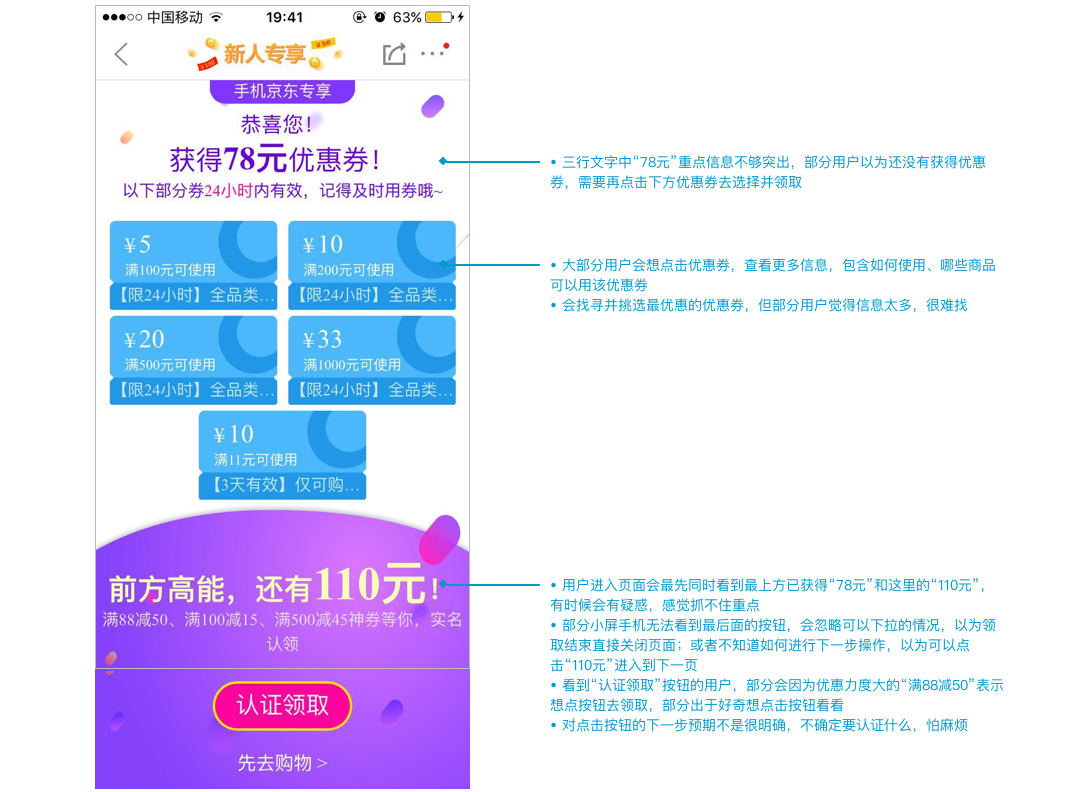 中国移动 19:41 63%
新人专享
手机京东专享
恭喜您！
获得78元优惠券！
以下部分券24小时内有效，记得及时用券哦~
¥5
满100元可使用
【限24小时】全品类…
¥10
满200元可使用
【限24小时】全品类…
¥20
满500元可使用
【限24小时】全品类…
¥33
满1000元可使用
【限24小时】全品类…
¥10
满11元可使用
【3天有效】仅可购…
前方高能，还有110元！
满88减50、满100减15、满500减45神券等你，实名
认领
认证领取
先去购物 >
• 三行文字中“78元”重点信息不够突出，部分用户以为还没有获得优惠
券，需要再点击下方优惠券去选择并领取
• 大部分用户会想点击优惠券，查看更多信息，包含如何使用、哪些商品
可以用该优惠券
• 会找寻并挑选最优惠的优惠券，但部分用户觉得信息太多，很难找
• 用户进入页面会最先同时看到最上方已获得“78元”和这里的“110元”，
有时候会有疑惑，感觉抓不住重点
• 部分小屏手机无法看到最后面的按钮，会忽略可以下拉的情况，以为领
取结束直接关闭页面；或者不知道如何进行下一步操作，以为可以点
击“110元”进入到下一页
• 看到“认证领取”按钮的用户，部分会因为优惠力度大的“满88减50”表示
想点按钮去领取，部分出于好奇想点击按钮看看
• 对点击按钮的下一步预期不是很明确，不确定要认证什么，怕麻烦